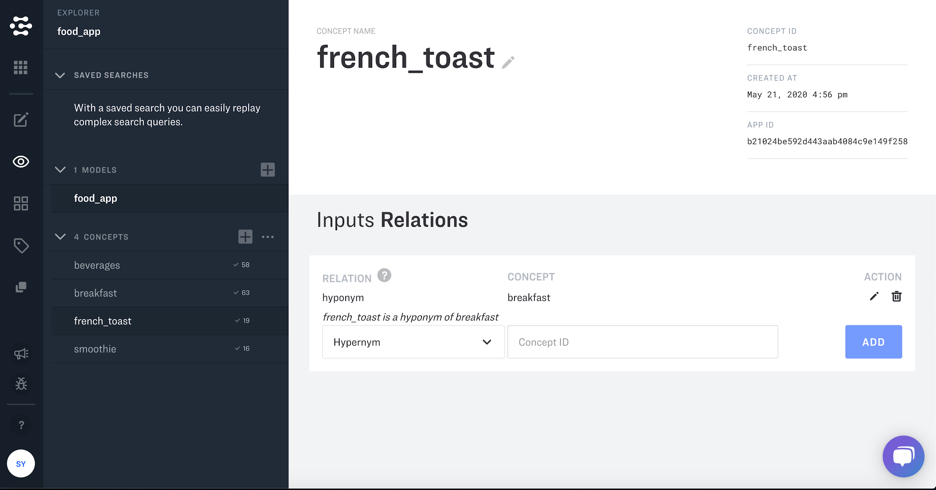 EXPLORER
food_app
SAVED SEARCHES
With a saved search you can easily replay
complex search queries.
1 MODELS
food_app
4 CONCEPTS
beverages 58
breakfast 63
french_toast 19
smoothie 16
?
SY
CONCEPT NAME
french_toast
CONCEPT ID
french_toast
CREATED AT
May 21, 2020 4:56 pm
APP ID
b21024be592d443aab4084c9e149f258
Inputs Relations
RELATION ? CONCEPT ACTION
hyponym breakfast
french_toast is a hyponym of breakfast
Hypernym Concept ID ADD